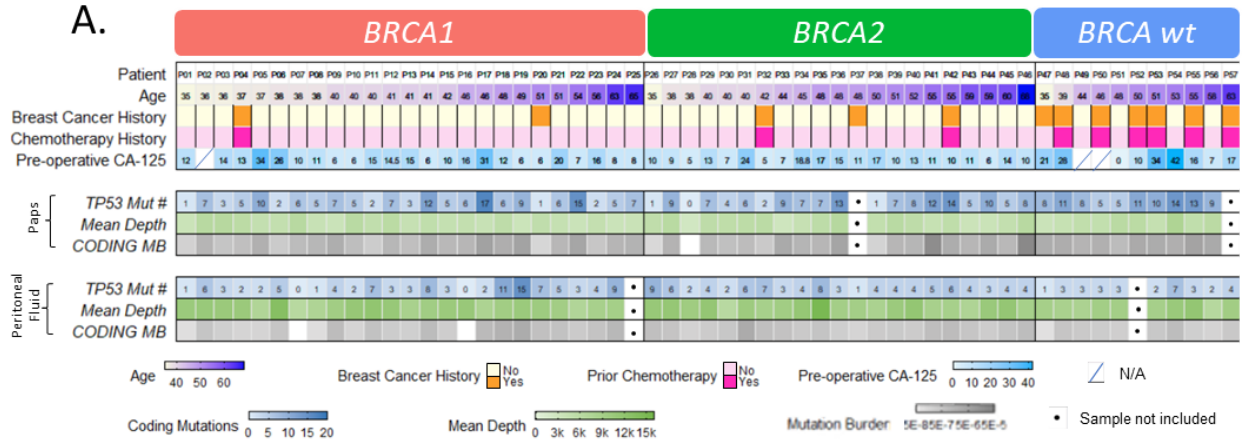 A.
BRCA1 BRCA2 BRCA wt
Patient P01 P02 P03 P04 P05 P06 P07 P08 P09 P10 P11 P12 P13 P14 P15 P16 P17 P18 P19 P20 P21 P22 P23 P24 P25 P26 P27 P28 P29 P30 P31 P32 P33 P34 P35 P36 P37 P38 P39 P40 P41 P42 P43 P44 P45 P46 P47 P48 P49 P50 P51 P52 P53 P54 P55 P56 P57
Age 35 36 36 37 37 38 38 38 40 40 40 41 41 41 42 46 46 48 49 51 51 54 56 63 65 35 38 38 40 40 41 42 44 45 48 48 48 50 51 51 55 55 59 59 60 35 39 44 50 51 53 55 58 63
Breast Cancer History
Chemotherapy History
Pre-operative CA-125 12 14 13 34 26 10 11 6 6 15 14.5 15 6 10 16 31 12 6 6 20 7 16 8 8 10 9 5 13 7 24 5 7 18.8 17 15 11 17 10 13 11 10 11 6 14 10 21 28 0 10 34 42 16 7 17
Paps
TP53 Mut # 1 7 3 5 10 2 6 5 7 5 2 7 3 12 5 6 17 6 9 1 6 15 2 5 7 1 9 0 7 4 6 2 9 7 7 13 • 1 7 8 12 14 5 10 5 8 8 11 8 5 5 11 10 14 13 9 •
Mean Depth • •
CODING MB • •
Peritoneal Fluid
TP53 Mut # 1 6 3 2 2 5 0 1 4 2 7 3 3 8 3 0 2 11 15 7 5 3 4 9 • 9 6 2 4 2 6 7 4 8 3 1 4 4 5 3 6 3 4 3 4 4 1 3 3 3 3 • 2 7 3 2 4
Mean Depth • •
CODING MB • •
Age 40 50 60
Breast Cancer History No Yes
Prior Chemotherapy No Yes
Pre-operative CA-125 0 10 20 30 40
N/A
Coding Mutations 0 5 10 15 20
Mean Depth 0 3k 6k 9k 12k 15k
Mutation Burder
• Sample not included